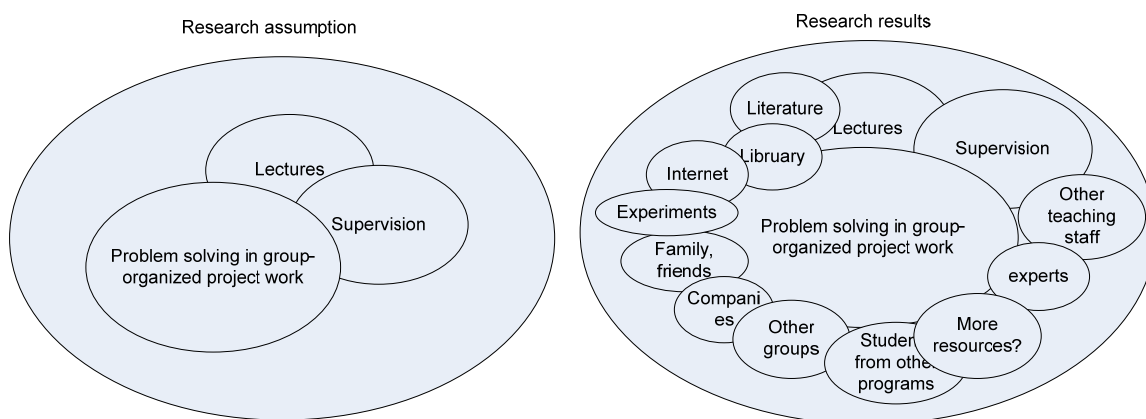 Research assumption
Lectures
Supervision
Problem solving in group-
organized project work
Research results
Literature
Lectures
Supervision
Library
Internet
Experiments
Problem solving in group-
organized project work
Other
teaching
staff
Family,
friends
experts
Compani
es
Other
groups
Student
from other
programs
More
resources?